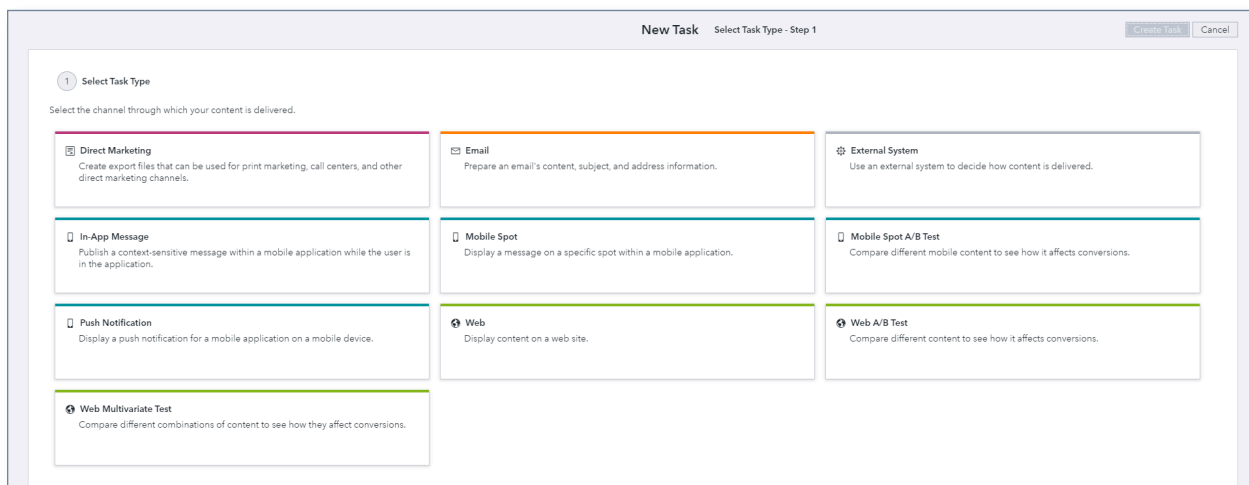 New Task Select Task Type - Step 1 Create Task Cancel
1 Select Task Type
Select the channel through which your content is delivered.
Direct Marketing
Create export files that can be used for print marketing, call centers, and other
direct marketing channels.
Email
Prepare an email's content, subject, and address information.
External System
Use an external system to decide how content is delivered.
In-App Message
Publish a context-sensitive message within a mobile application while the user is
in the application.
Mobile Spot
Display a message on a specific spot within a mobile application.
Mobile Spot A/B Test
Compare different mobile content to see how it affects conversions.
Push Notification
Display a push notification for a mobile application on a mobile device.
Web
Display content on a web site.
Web A/B Test
Compare different content to see how it affects conversions.
Web Multivariate Test
Compare different combinations of content to see how they affect conversions.